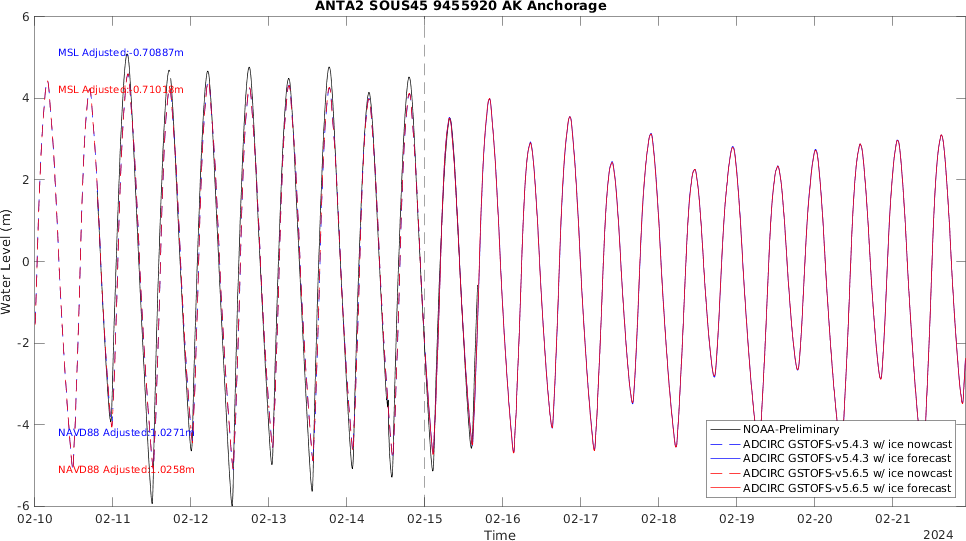 ANTA2 SOUS45 9455920 AK Anchorage
6
MSL Adjusted:-0.70887m
MSL Adjusted:-0.71018m
4
2
0
-2
-4
-6
Water Level (m)
NAVD88 Adjusted:1.0271m
NAVD88 Adjusted:1.0258m
NOAA-Preliminary
ADCIRC GSTOFS-v5.4.3 w/ ice nowcast
ADCIRC GSTOFS-v5.4.3 w/ ice forecast
ADCIRC GSTOFS-v5.6.5 w/ ice nowcast
ADCIRC GSTOFS-v5.6.5 w/ ice forecast
02-10 02-11 02-12 02-13 02-14 02-15 02-16 02-17 02-18 02-19 02-20 02-21
Time
2024